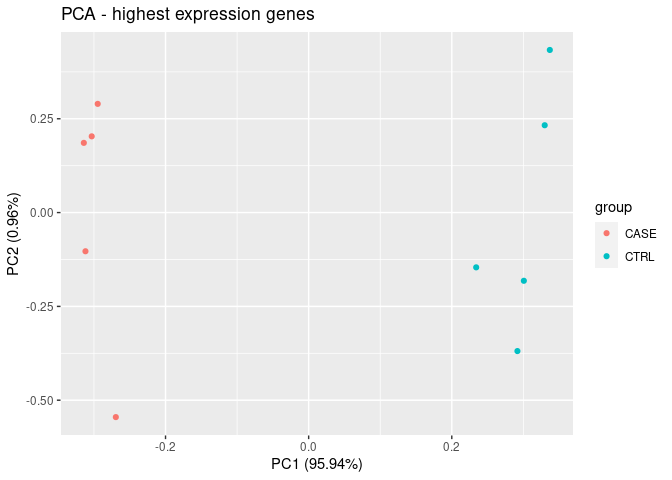 PCA - highest expression genes
PC2 (0.96%)
0.25
0.00
-0.25
-0.50
-0.2
0.0
0.2
PC1 (95.94%)
group
CASE
CTRL